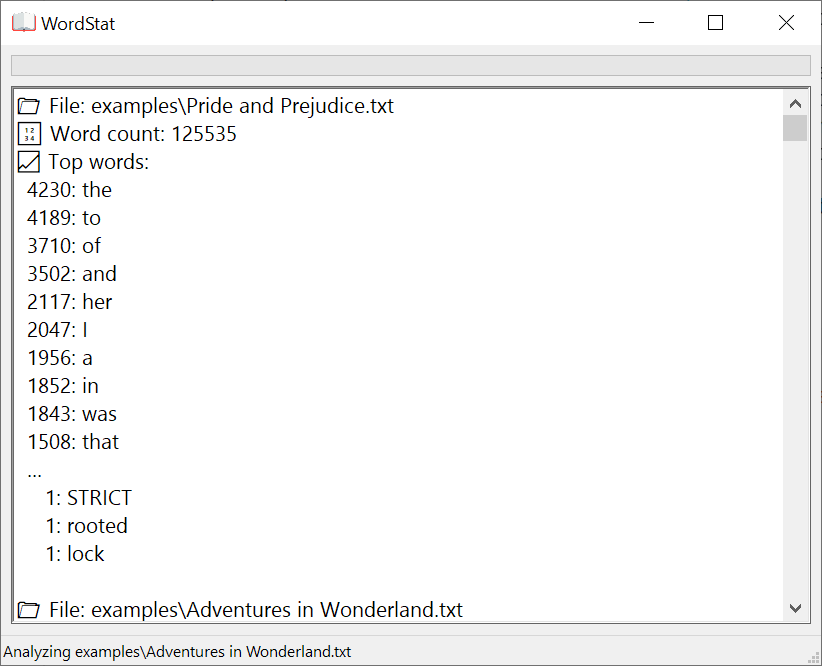 WordStat
File: examples\Pride and Prejudice.txt
Word count: 125535
Top words:
4230: the
4189: to
3710: of
3502: and
2117: her
2047: I
1956: a
1852: in
1843: was
1508: that
...
1: STRICT
1: rooted
1: lock
File: examples\Adventures in Wonderland.txt
Analyzing examples\Adventures in Wonderland.txt